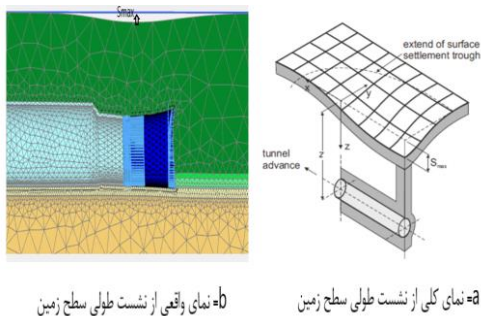 Smax
extend of surface
settlement trough
x
y
z
z
Smax
tunnel
advance
b= نمای واقعی از نشست طولی سطح زمین
a= نمای کلی از نشست طولی سطح زمین